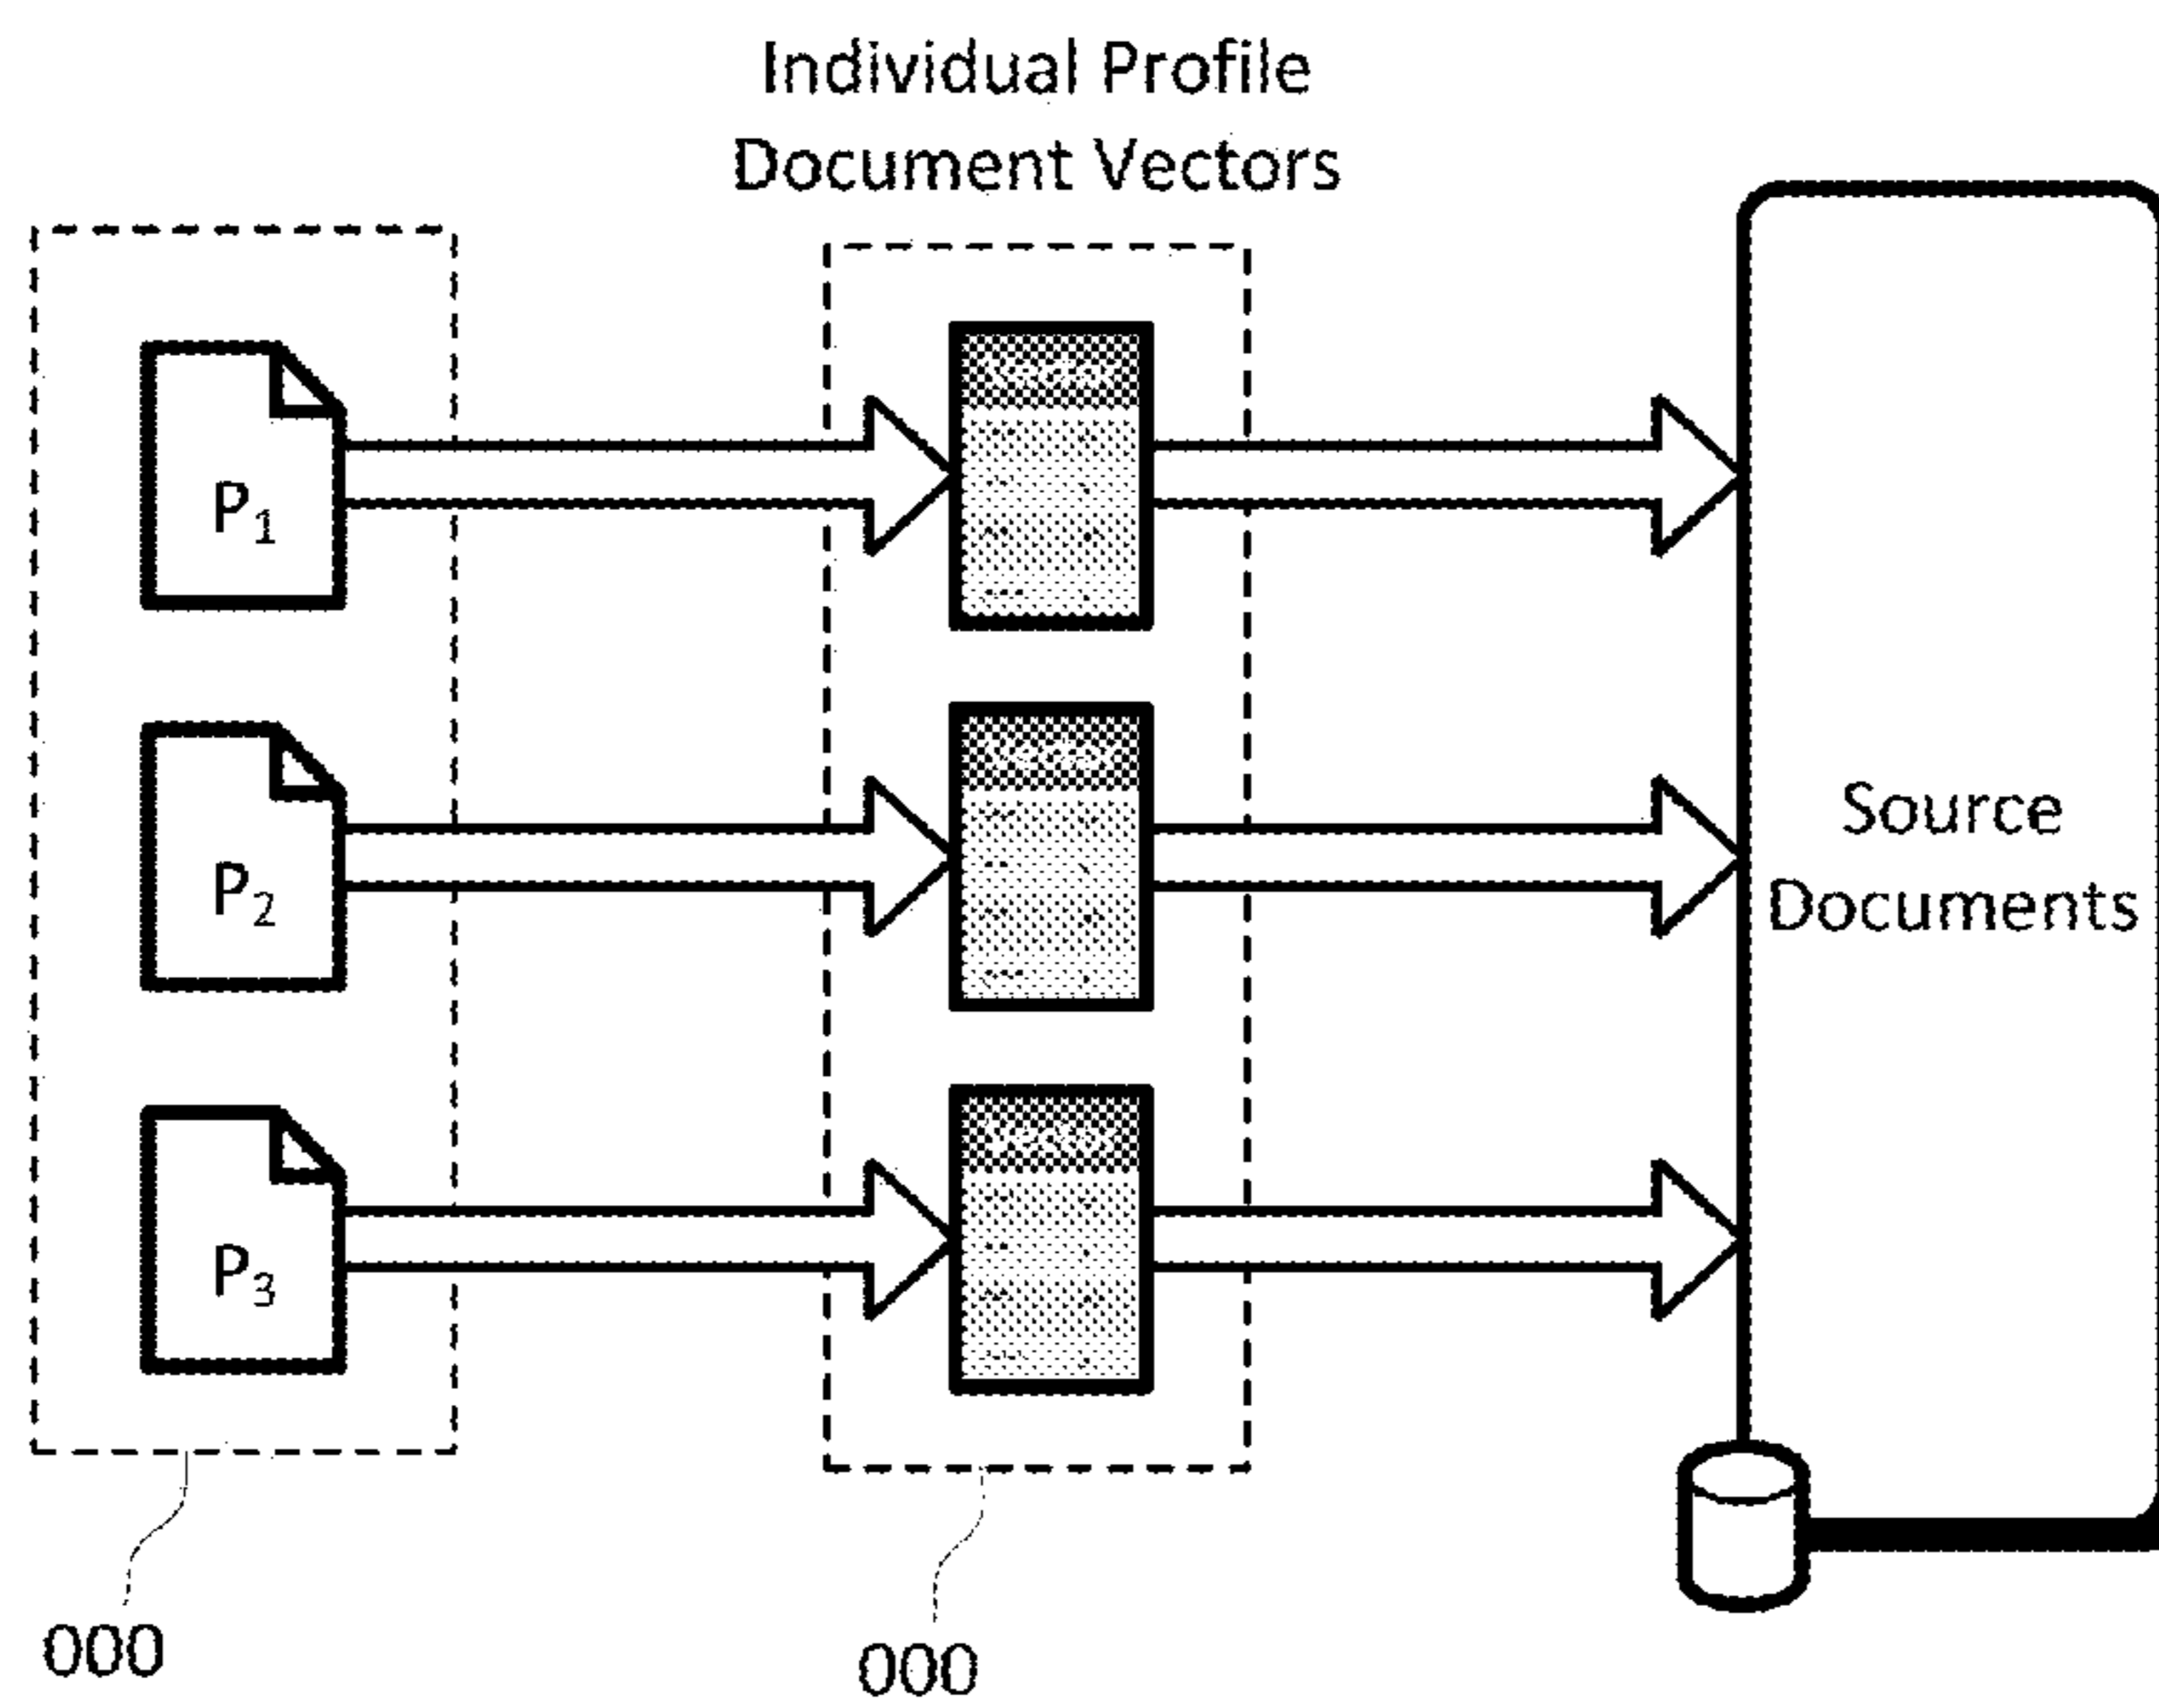 Individual Profile
Document Vectors
P₁
P₂
P₃
Source
Documents
000
000